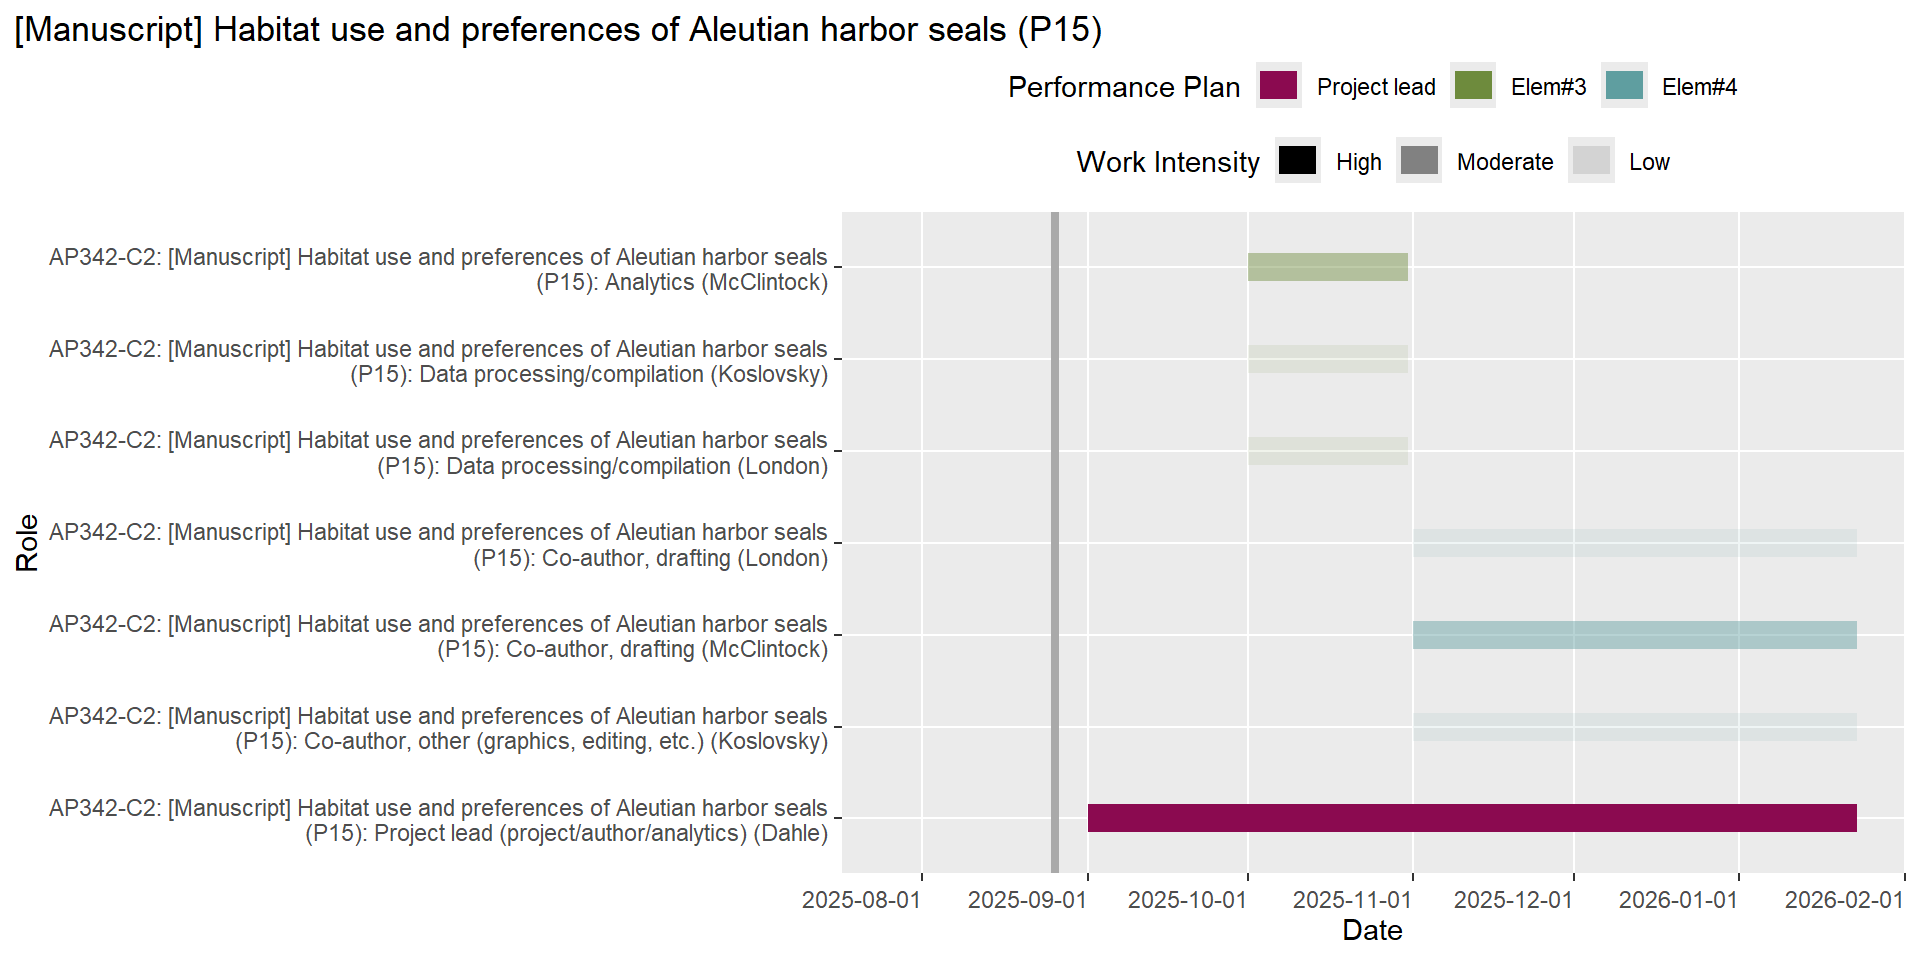 [Manuscript] Habitat use and preferences of Aleutian harbor seals (P15)
Performance Plan Project lead Elem#3 Elem#4
Work Intensity High Moderate Low
AP342-C2: [Manuscript] Habitat use and preferences of Aleutian harbor seals
(P15): Analytics (McClintock)
AP342-C2: [Manuscript] Habitat use and preferences of Aleutian harbor seals
(P15): Data processing/compilation (Koslovsky)
AP342-C2: [Manuscript] Habitat use and preferences of Aleutian harbor seals
(P15): Data processing/compilation (London)
AP342-C2: [Manuscript] Habitat use and preferences of Aleutian harbor seals
(P15): Co-author, drafting (London)
AP342-C2: [Manuscript] Habitat use and preferences of Aleutian harbor seals
(P15): Co-author, drafting (McClintock)
AP342-C2: [Manuscript] Habitat use and preferences of Aleutian harbor seals
(P15): Co-author, other (graphics, editing, etc.) (Koslovsky)
AP342-C2: [Manuscript] Habitat use and preferences of Aleutian harbor seals
(P15): Project lead (project/author/analytics) (Dahle)
Role
2025-08-01 2025-09-01 2025-10-01 2025-11-01 2025-12-01 2026-01-01 2026-02-01
Date